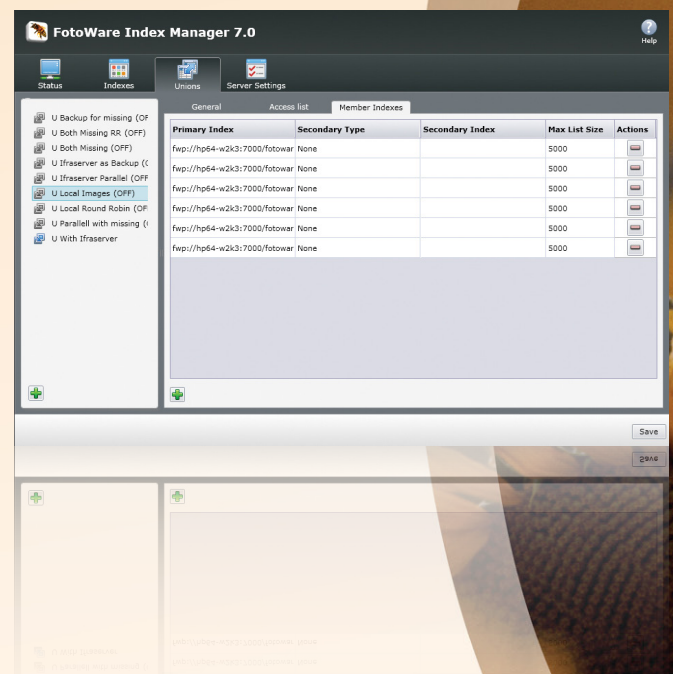 FotoWare Index Manager 7.0
Help
Status Indexes Unions Server Settings
General Access list Member Indexes
U Backup for missing (OF
U Both Missing RR (OFF)
U Both Missing (OFF)
U Ifraserver as Backup (
U Ifraserver Parallel (OFF
U Local Images (OFF)
U Local Round Robin (OF
U Parallell with missing (
U With Ifraserver
Primary Index Secondary Type Secondary Index Max List Size Actions
fwp://hp64-w2k3:7000/fotowar None 5000
fwp://hp64-w2k3:7000/fotowar None 5000
fwp://hp64-w2k3:7000/fotowar None 5000
fwp://hp64-w2k3:7000/fotowar None 5000
fwp://hp64-w2k3:7000/fotowar None 5000
fwp://hp64-w2k3:7000/fotowar None 5000
Save